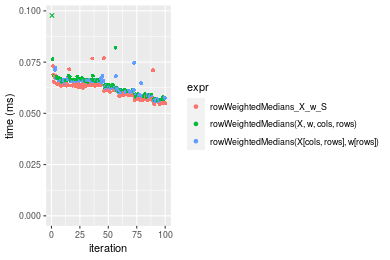 0.100
0.075
0.050
0.025
0.000
time (ms)
0 25 50 75 100
iteration
expr
rowWeightedMedians_X_w_S
rowWeightedMedians(X, w, cols, rows)
rowWeightedMedians(X[cols, rows], w[rows])